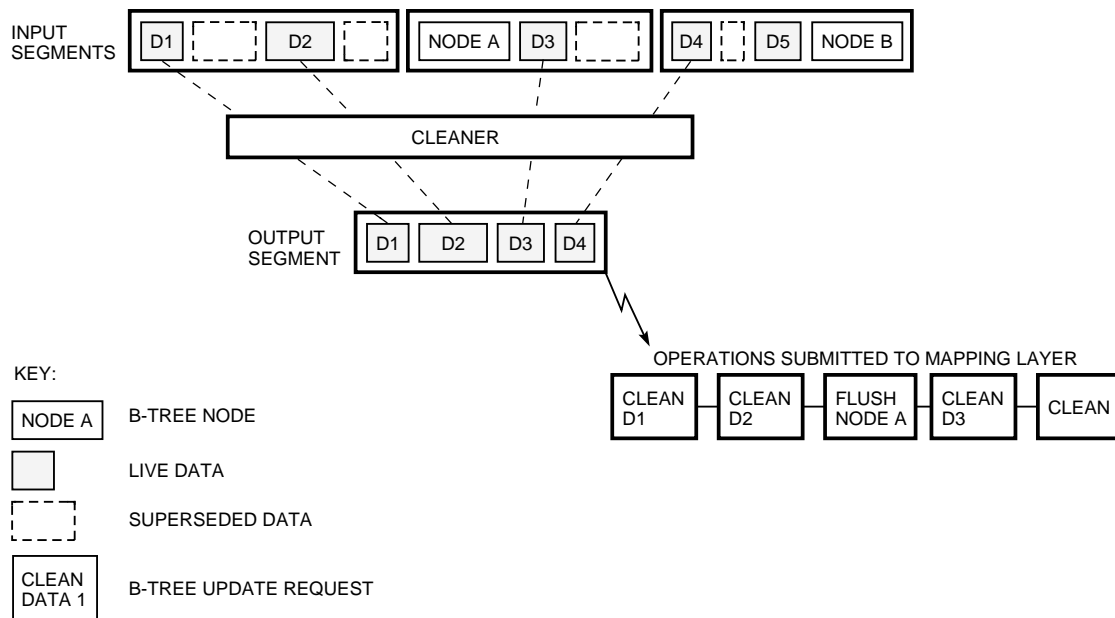 INPUT
SEGMENTS
D1
D2
NODE A
D3
D4
D5
NODE B
CLEANER
OUTPUT
SEGMENT
D1
D2
D3
D4
OPERATIONS SUBMITTED TO MAPPING LAYER
CLEAN
D1
CLEAN
D2
FLUSH
NODE A
CLEAN
D3
CLEAN
KEY:
NODE A
B-TREE NODE
LIVE DATA
SUPERSEDED DATA
CLEAN
DATA 1
B-TREE UPDATE REQUEST